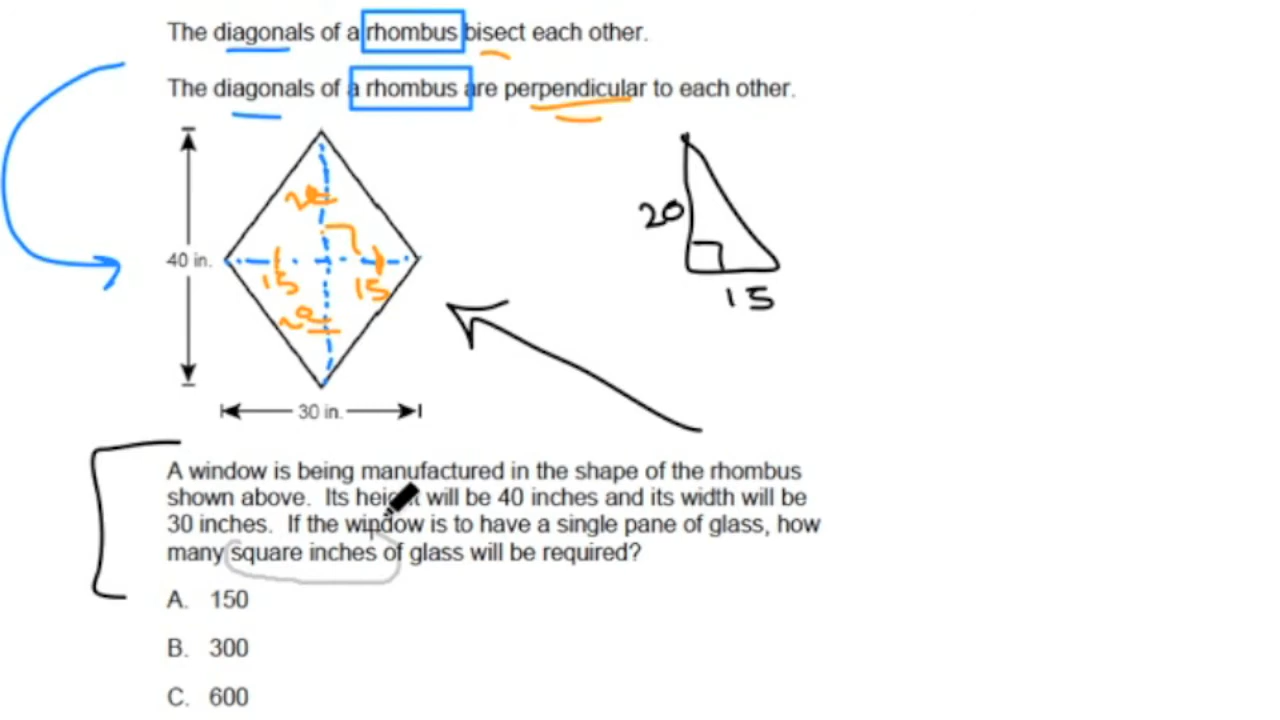 The diagonals of a rhombus bisect each other.
The diagonals of a rhombus are perpendicular to each other.
20
20
40 in.
15 15
20
15
30 in.
A window is being manufactured in the shape of the rhombus
shown above. Its height will be 40 inches and its width will be
30 inches. If the window is to have a single pane of glass, how
many square inches of glass will be required?
A. 150
B. 300
C. 600